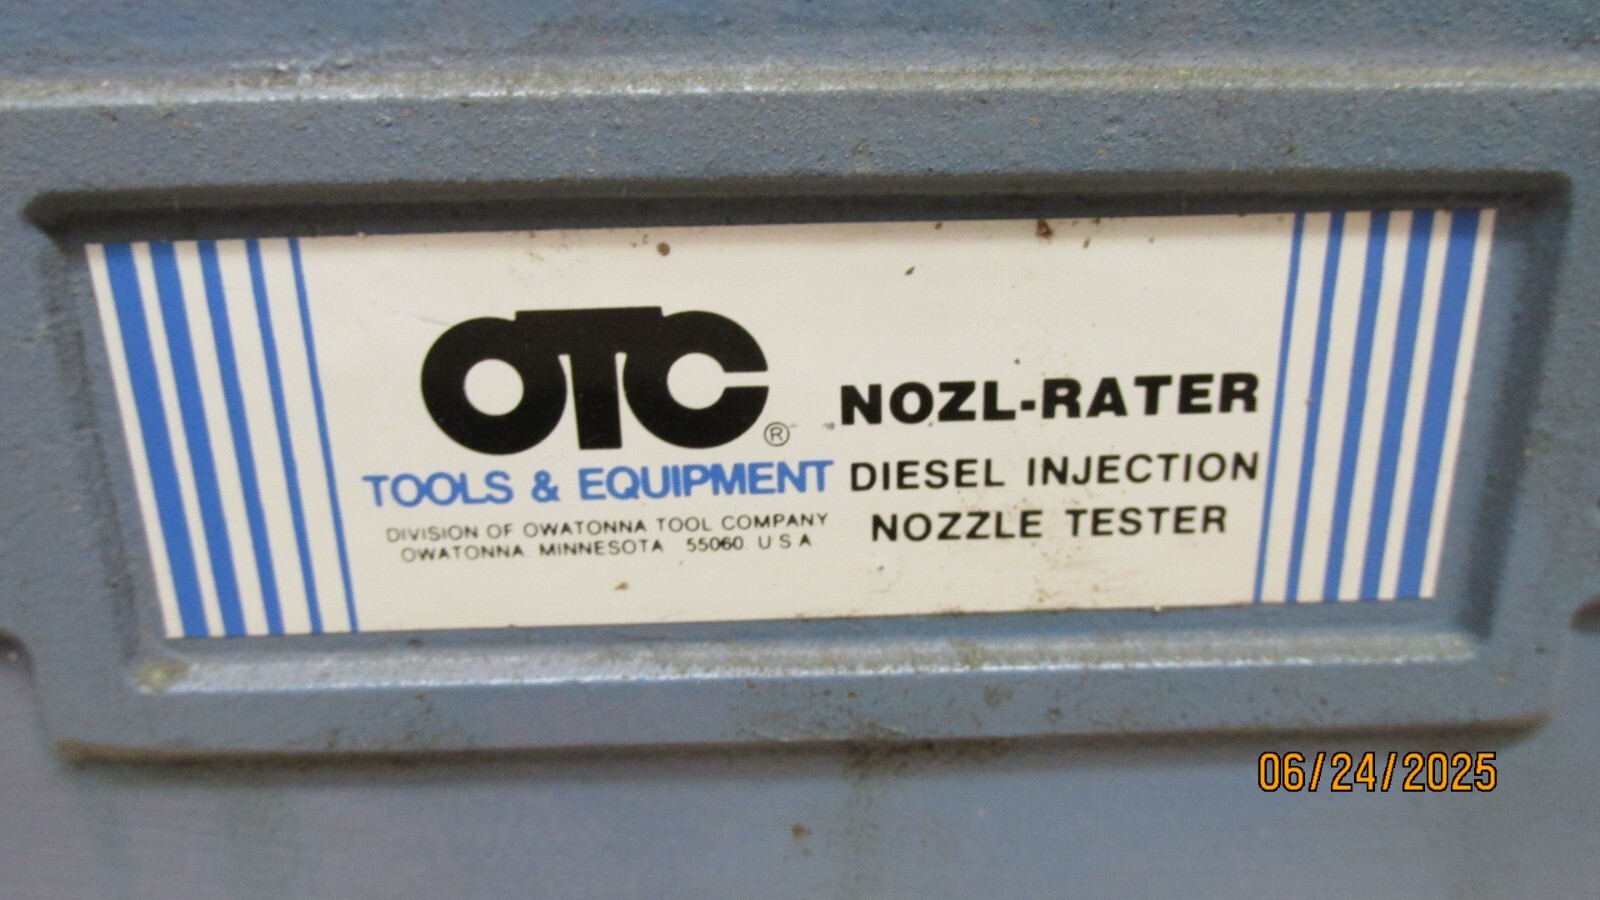 OTC®
TOOLS & EQUIPMENT
DIVISION OF OWATONNA TOOL COMPANY
OWATONNA MINNESOTA 55060 U S A
NOZL-RATER
DIESEL INJECTION
NOZZLE TESTER
06/24/2025